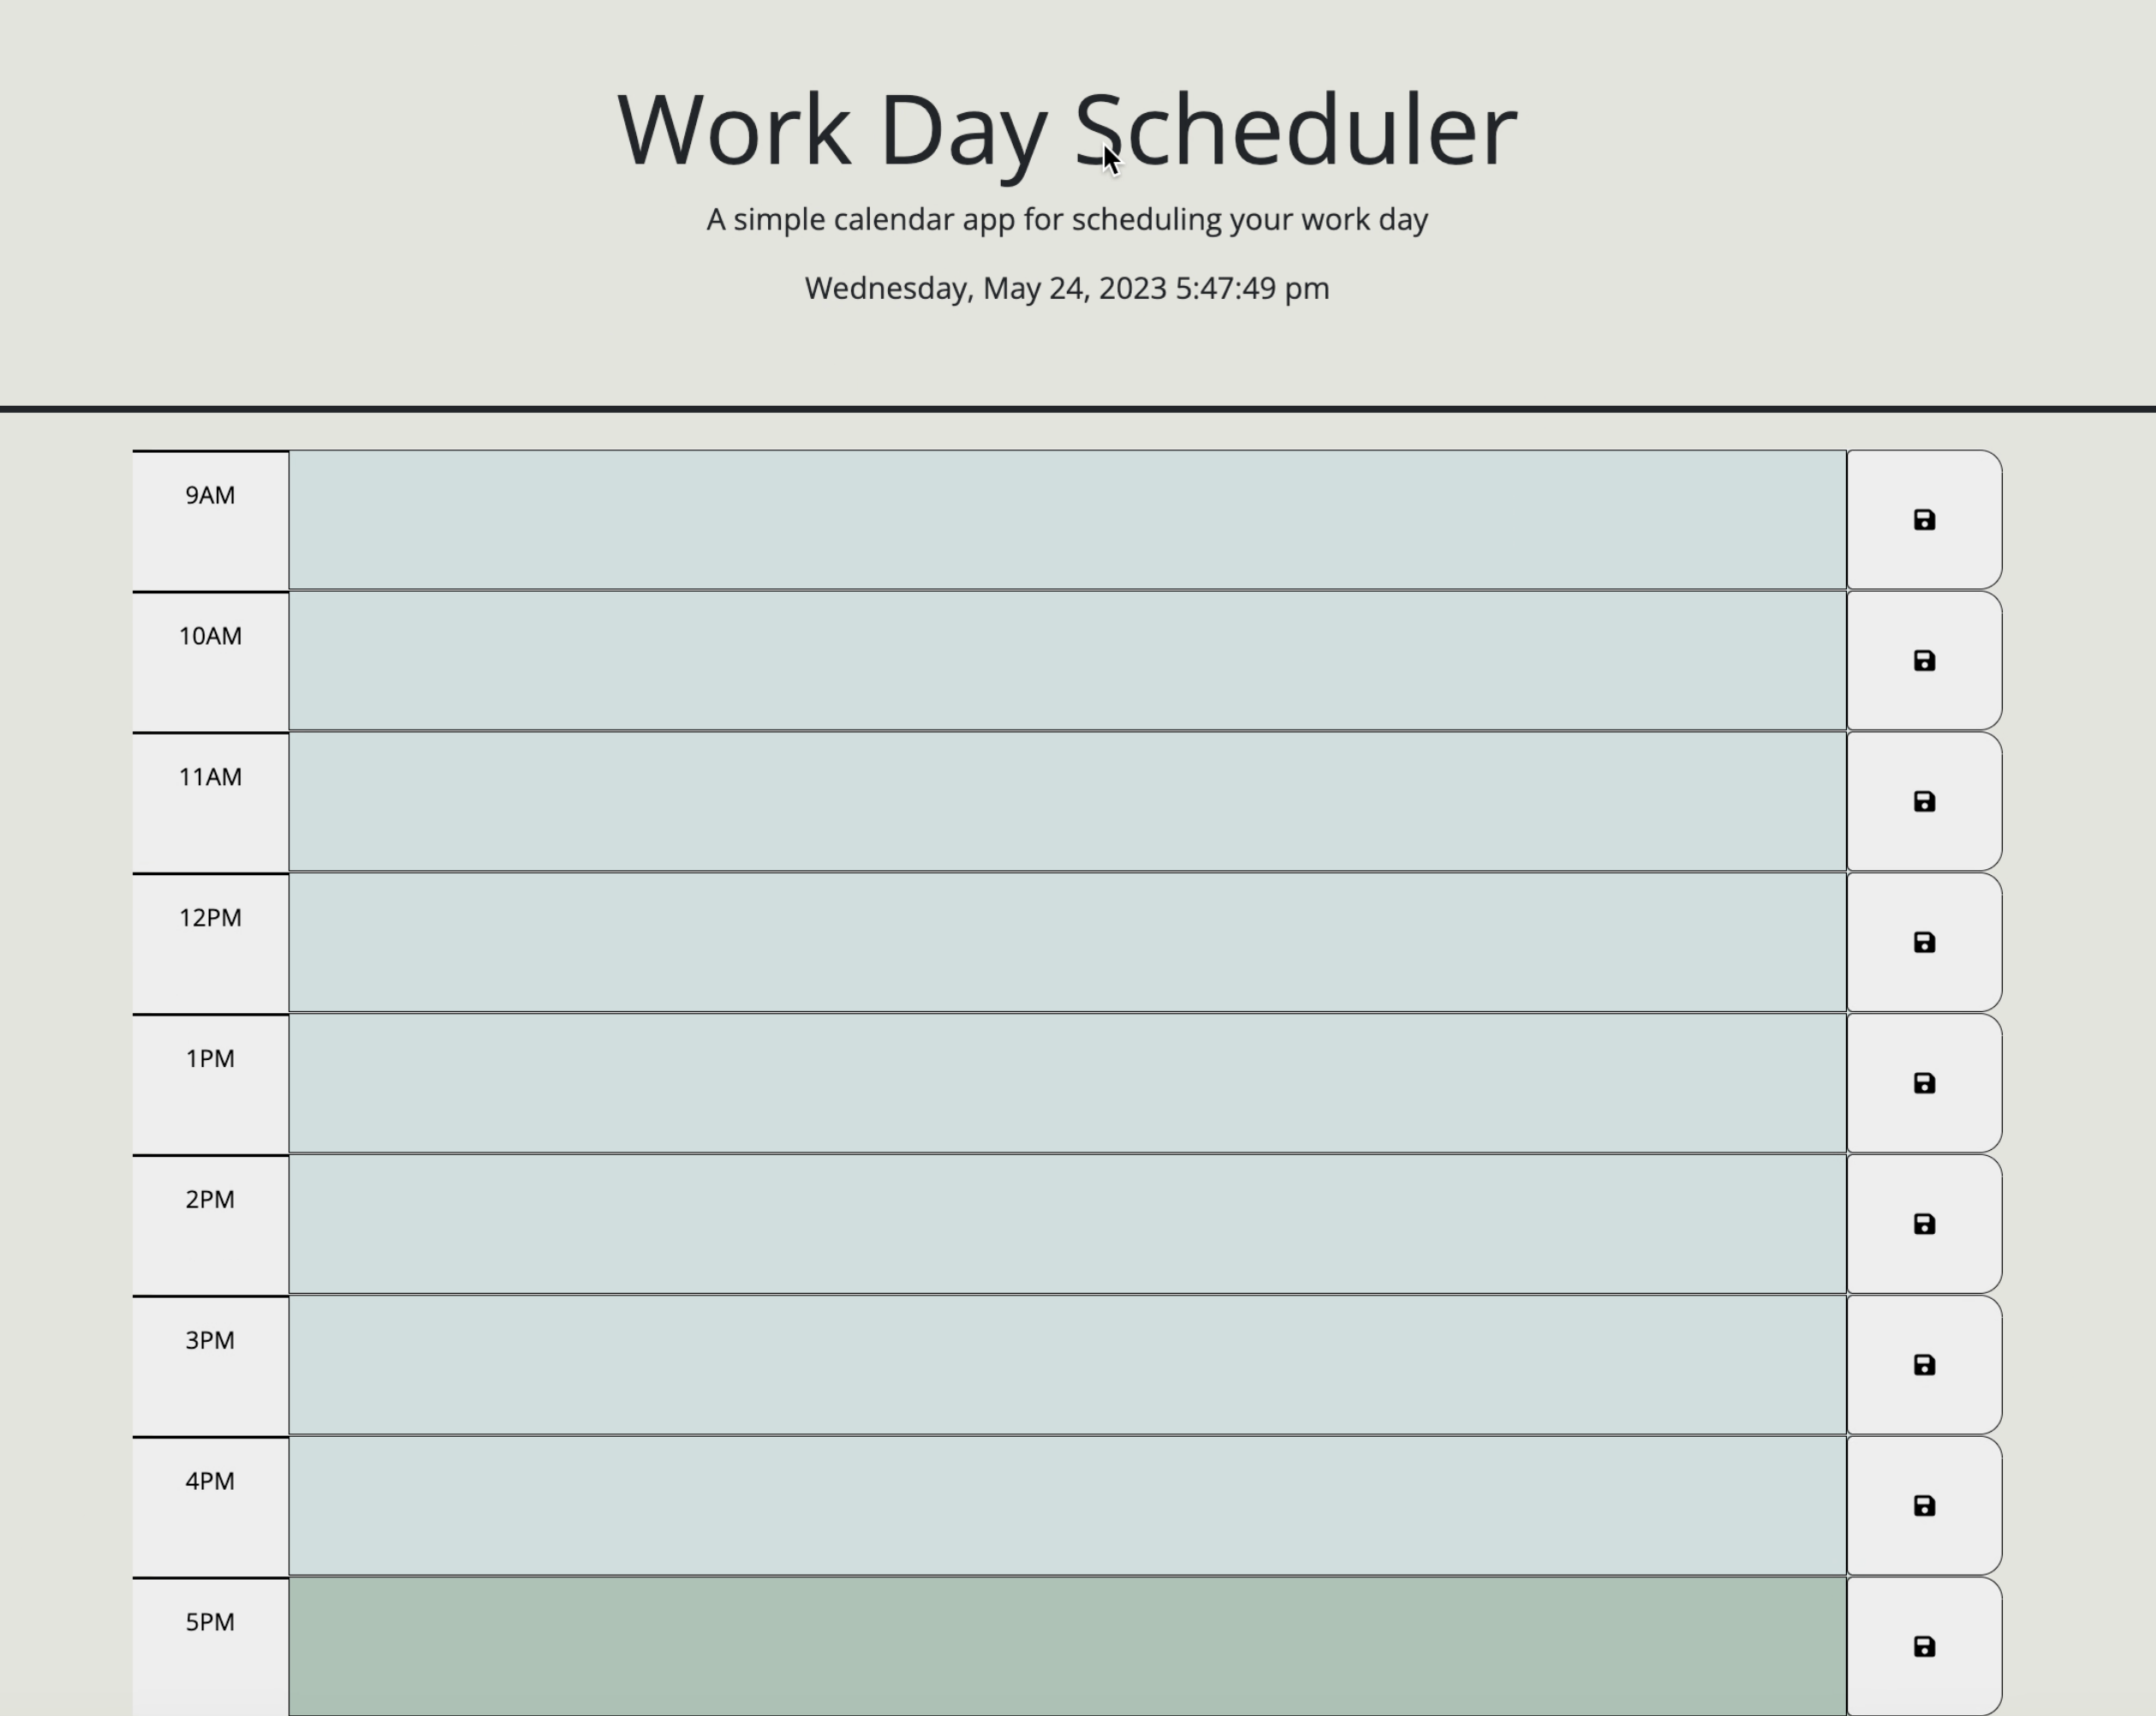 Work Day Scheduler
A simple calendar app for scheduling your work day
Wednesday, May 24, 2023 5:47:49 pm
9AM
10AM
11AM
12PM
1PM
2PM
3PM
4PM
5PM